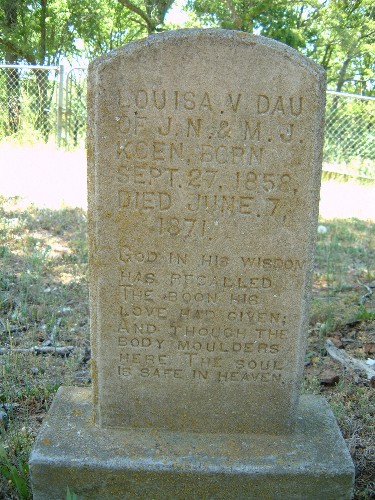 LOUISA. V. DAU
OF J. N. & M. J.
KOEN, BORN
SEPT. 27, 1858,
DIED JUNE. 7,
1871.
GOD IN HIS WISDOM
HAS RECALLED
THE BOON HIS
LOVE HAD GIVEN;
AND THOUGH THE
BODY MOULDERS
HERE. THE SOUL
IS SAFE IN HEAVEN.